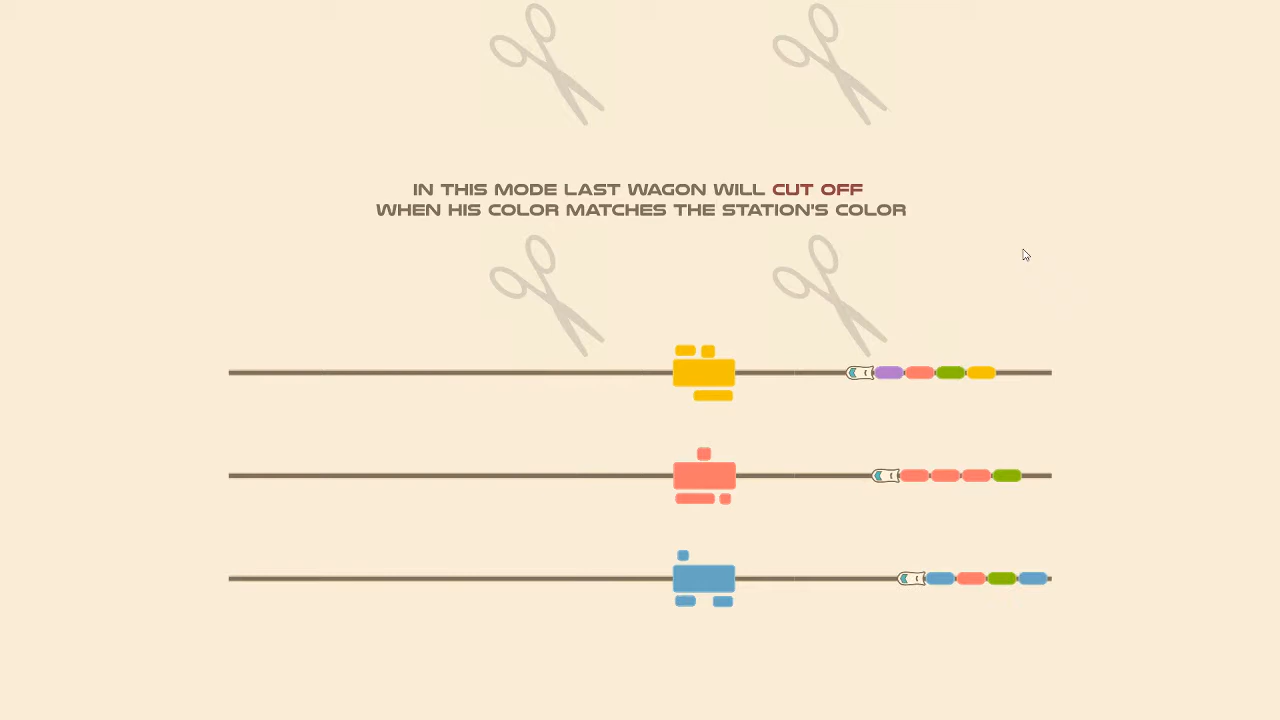 IN THIS MODE LAST WAGON WILL CUT OFF
WHEN HIS COLOR MATCHES THE STATION'S COLOR